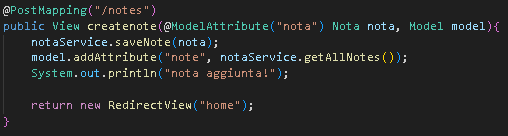 @PostMapping("/notes")
public View createnote(@ModelAttribute("nota") Nota nota, Model model){
notaService.saveNote(nota);
model.addAttribute("note", notaService.getAllNotes());
System.out.println("nota aggiunta!");
return new RedirectView("home");
}